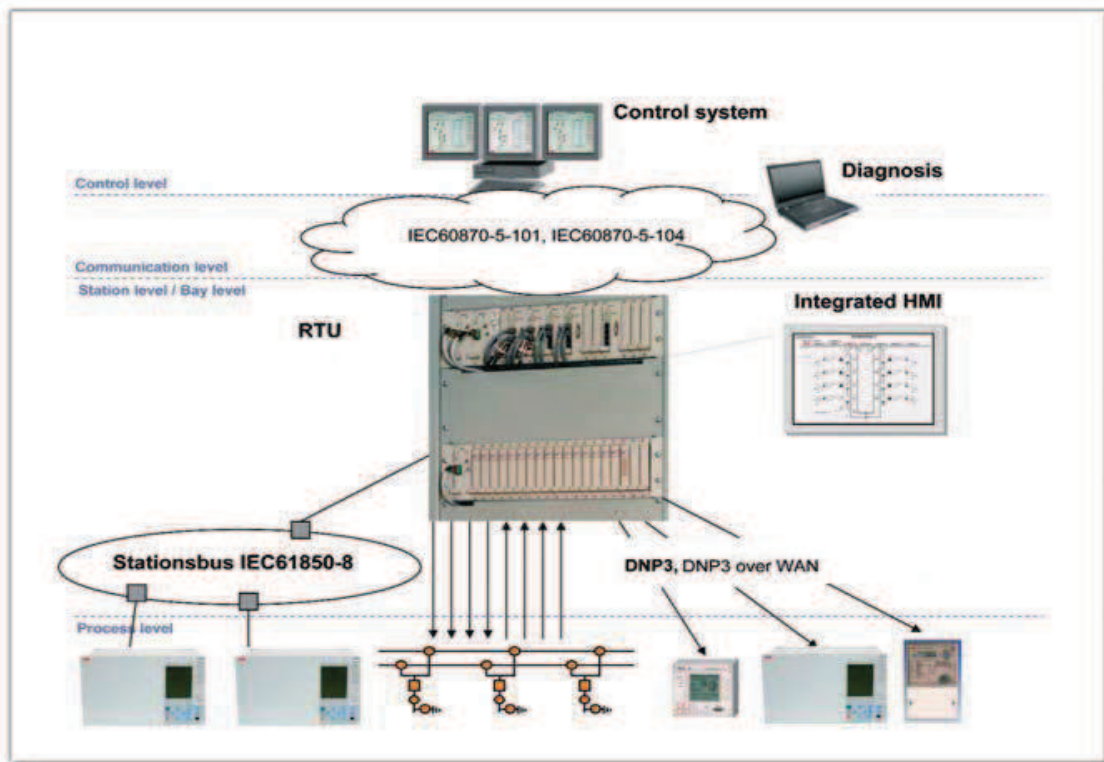 Control system
Control level
Diagnosis
IEC60870-5-101, IEC60870-5-104
Communication level
Station level / Bay level
RTU
Integrated HMI
Stationsbus IEC61850-8
DNP3, DNP3 over WAN
Process level